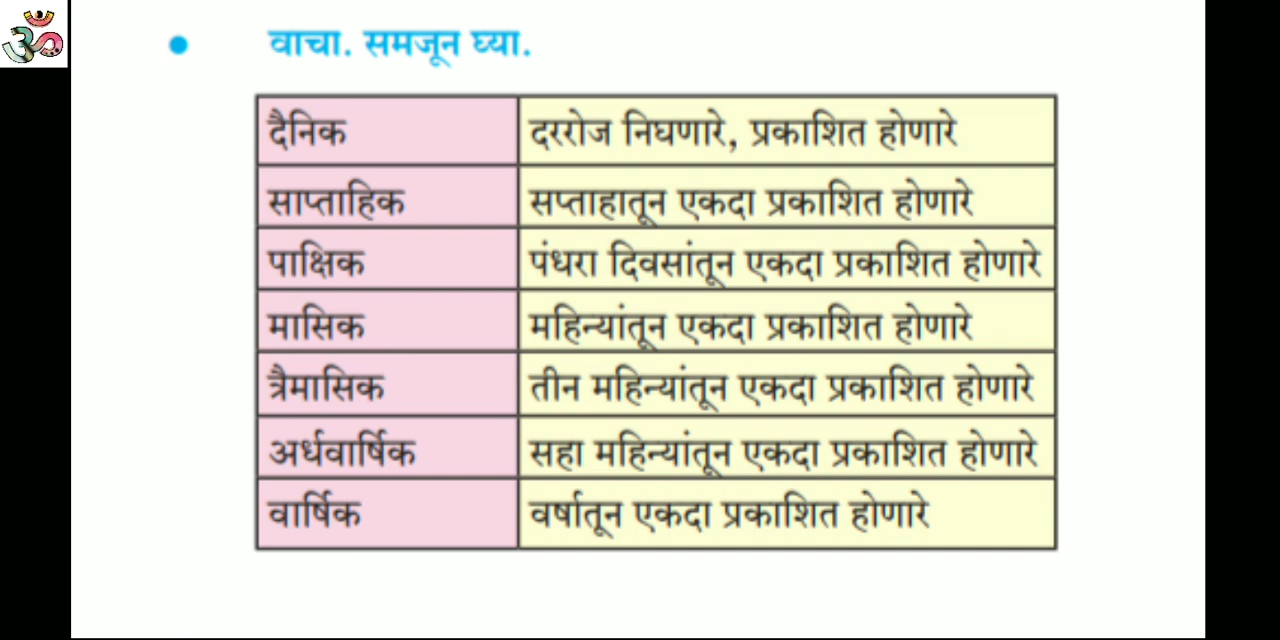 • वाचा. समजून घ्या.
दैनिक दररोज निघणारे, प्रकाशित होणारे
साप्ताहिक सप्ताहातून एकदा प्रकाशित होणारे
पाक्षिक पंधरा दिवसांतून एकदा प्रकाशित होणारे
मासिक महिन्यांतून एकदा प्रकाशित होणारे
त्रैमासिक तीन महिन्यांतून एकदा प्रकाशित होणारे
अर्धवार्षिक सहा महिन्यांतून एकदा प्रकाशित होणारे
वार्षिक वर्षातून एकदा प्रकाशित होणारे